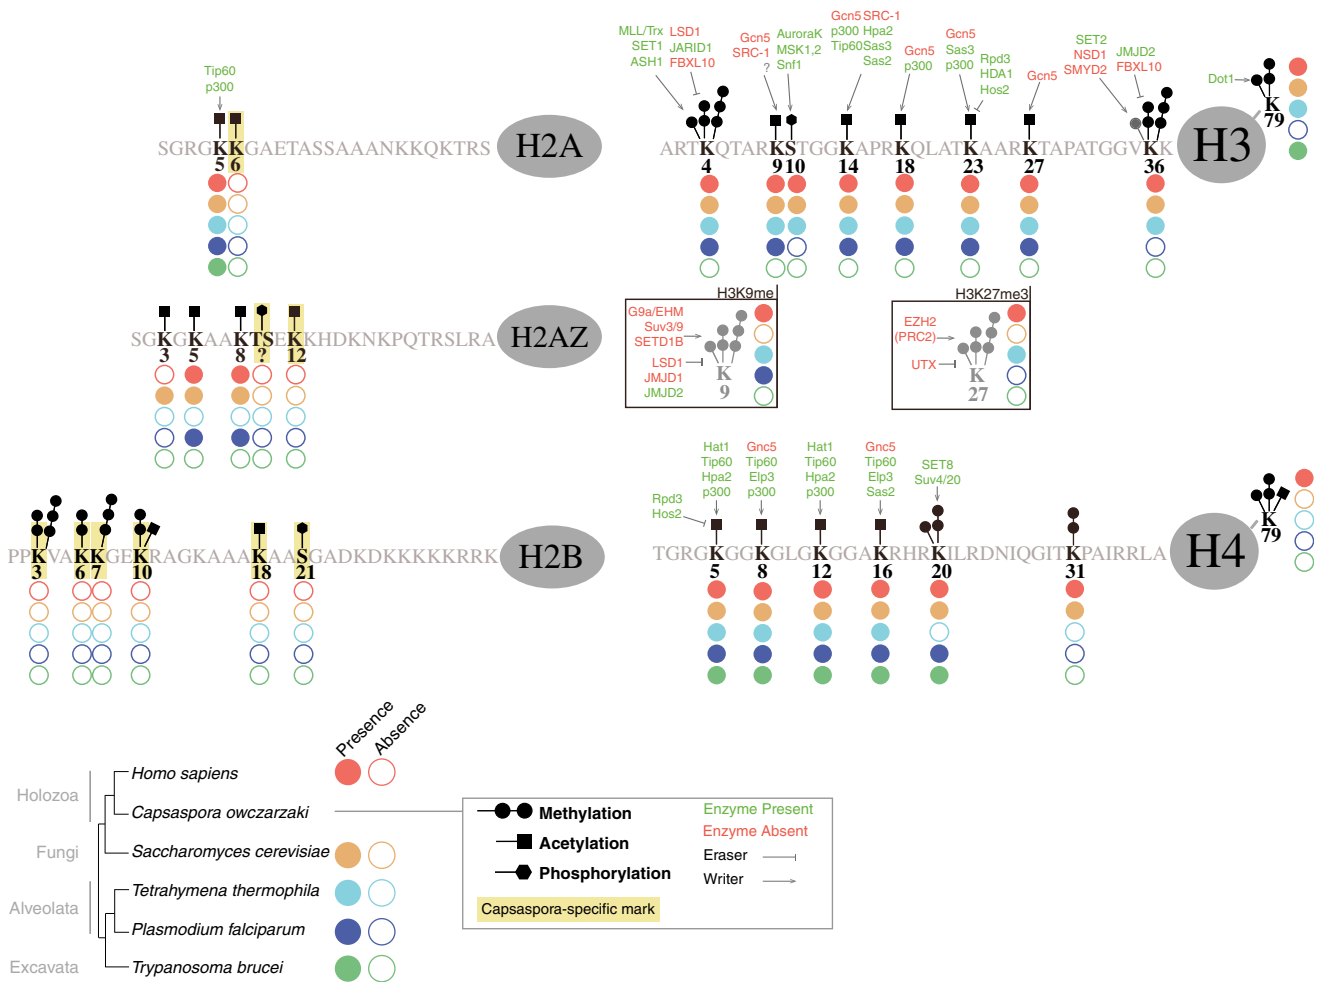 Tip60
p300
SGRGKKGAETASSAAANKKQKTRS
5 6
H2A
MLL/Trx
SET1
ASH1
LSD1
JARID1
FBXL10
Gcn5
SRC-1
?
AuroraK
MSK1,2
Snf1
Gcn5 SRC-1
p300 Hpa2
Tip60 Sas3
Sas2
Gcn5
p300
Gcn5
Sas3
p300
Rpd3
HDA1
Hos2
Gcn5
SET2
NSD1
SMYD2
JMJD2
FBXL10
Dot1
K
79
ARTKQTARKSTGGKAPRKQLATKAARKTAPATGGVKK
4 9 10 14 18 23 27 36
H3
SGKGKAAKTSEKKHDKNKPQTRSLRA
3 5 8 ? 12
H2AZ
H3K9me
G9a/EHM
Suv3/9
SETD1B
LSD1
JMJD1
JMJD2
K
9
H3K27me3
EZH2
(PRC2)
UTX
K
27
PPKVAKKGEKRAGKAAAKAASGADKDKKKKKRRK
3 6 7 10 18 21
H2B
Rpd3
Hos2
Hat1
Tip60
Hpa2
p300
Gnc5
Tip60
Elp3
p300
Hat1
Tip60
Hpa2
p300
Gnc5
Tip60
Elp3
Sas2
SET8
Suv4/20
TGRGKGGKGLGKGGAKRHRKILRDNIQGITKPAIRRLA
5 8 12 16 20 31
H4
K
79
Presence
Absence
Holozoa
Fungi
Alveolata
Excavata
Homo sapiens
Capsaspora owczarzaki
Saccharomyces cerevisiae
Tetrahymena thermophila
Plasmodium falciparum
Trypanosoma brucei
Methylation
Acetylation
Phosphorylation
Capsaspora-specific mark
Enzyme Present
Enzyme Absent
Eraser
Writer